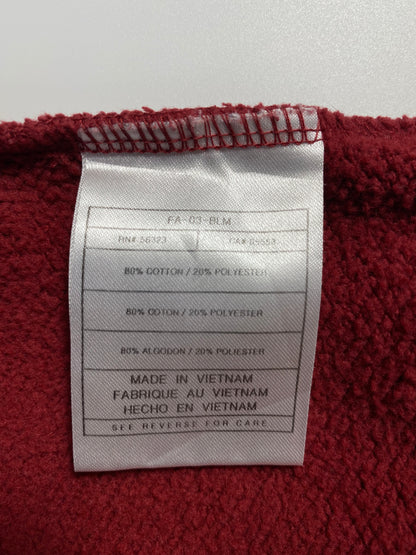 FA-03-BLM
RN# 56323 CA# 05553
80% COTTON / 20% POLYESTER
80% COTON / 20% POLYESTER
80% ALGODON / 20% POLIESTER
MADE IN VIETNAM
FABRIQUE AU VIETNAM
HECHO EN VIETNAM
SEE REVERSE FOR CARE